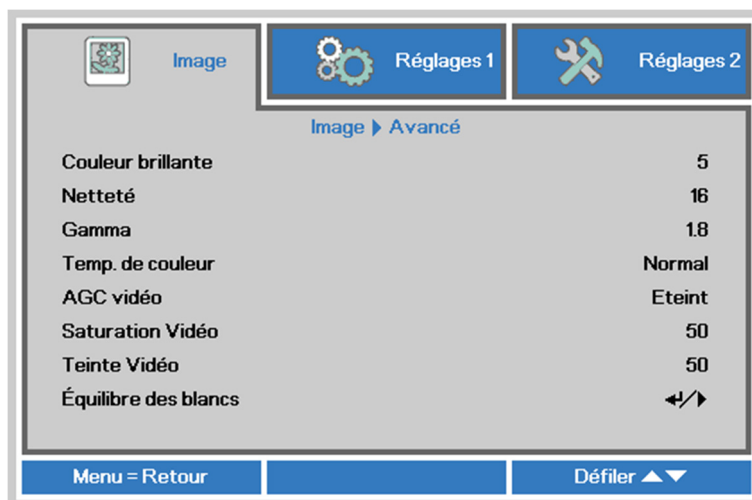 Image
Réglages 1
Réglages 2
Image ▶ Avancé
Couleur brillante 5
Netteté 16
Gamma 1.8
Temp. de couleur Normal
AGC vidéo Eteint
Saturation Vidéo 50
Teinte Vidéo 50
Équilibre des blancs ↵/▶
Menu = Retour
Défiler ▲▼